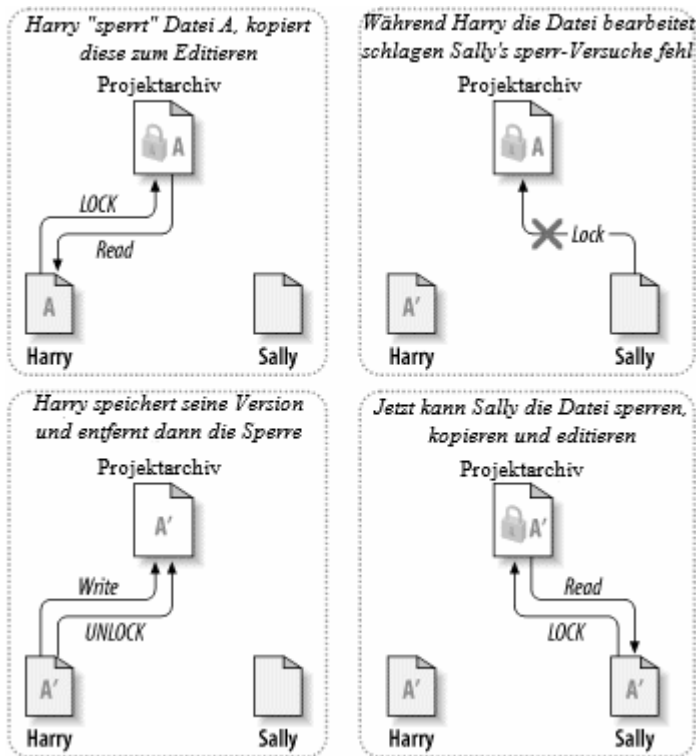 Harry "sperrt" Datei A, kopiert
diese zum Editieren
Projektarchiv
A
LOCK
Read
A
Harry
Sally
Während Harry die Datei bearbeitet
schlagen Sally's sperr-Versuche fehl
Projektarchiv
A
Lock
A'
Harry
Sally
Harry speichert seine Version
und entfernt dann die Sperre
Projektarchiv
A'
Write
UNLOCK
A'
Harry
Sally
Jetzt kann Sally die Datei sperren,
kopieren und editieren
Projektarchiv
A'
Read
LOCK
A'
A'
Harry
Sally